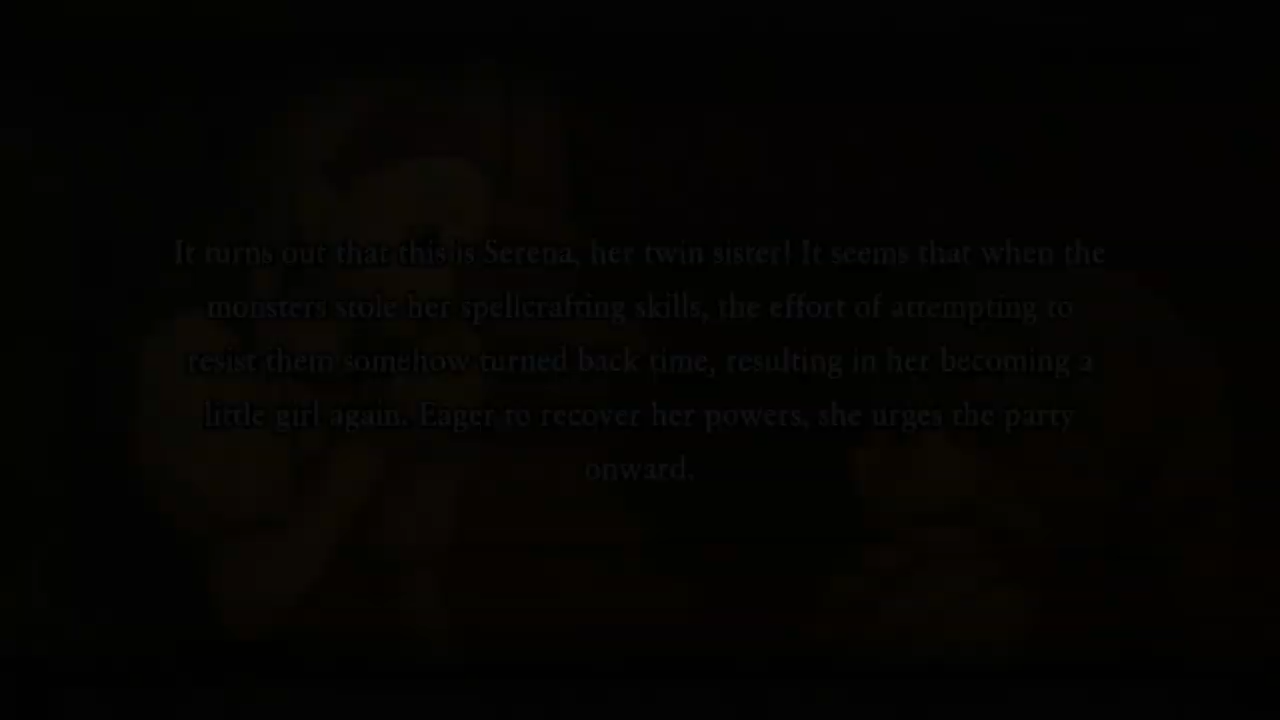 It turns out that this is Serena, her twin sister! It seems that when the
monsters stole her spellcrafting skills, the effort of attempting to
resist them somehow turned back time, resulting in her becoming a
little girl again. Eager to recover her powers, she urges the party
onward.